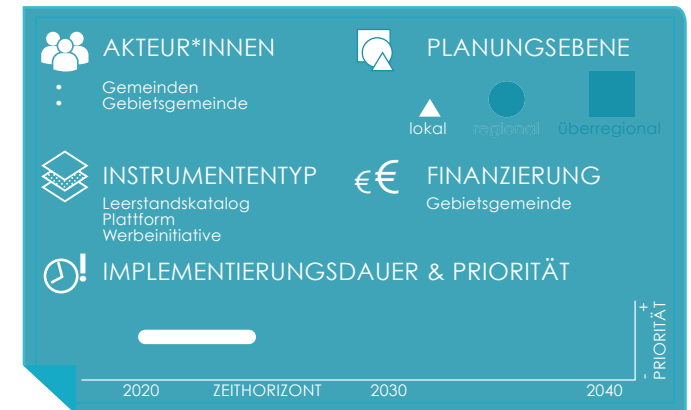 AKTEUR*INNEN
• Gemeinden
• Gebietsgemeinde
PLANUNGSEBENE
lokal regional überregional
INSTRUMENTENTYP
Leerstandskatalog
Plattform
Werbeinitiative
€€ FINANZIERUNG
Gebietsgemeinde
! IMPLEMENTIERUNGSDAUER & PRIORITÄT
- PRIORITÄT +
2020 ZEITHORIZONT 2030 2040